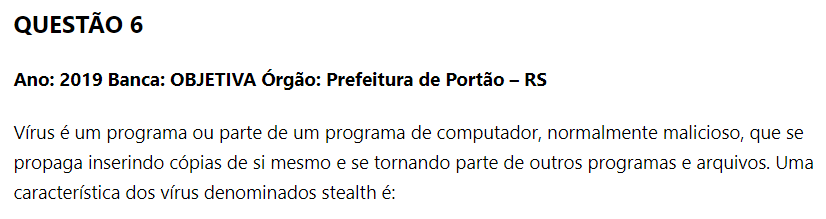 QUESTÃO 6
Ano: 2019 Banca: OBJETIVA Órgão: Prefeitura de Portão – RS
Vírus é um programa ou parte de um programa de computador, normalmente malicioso, que se
propaga inserindo cópias de si mesmo e se tornando parte de outros programas e arquivos. Uma
característica dos vírus denominados stealth é: